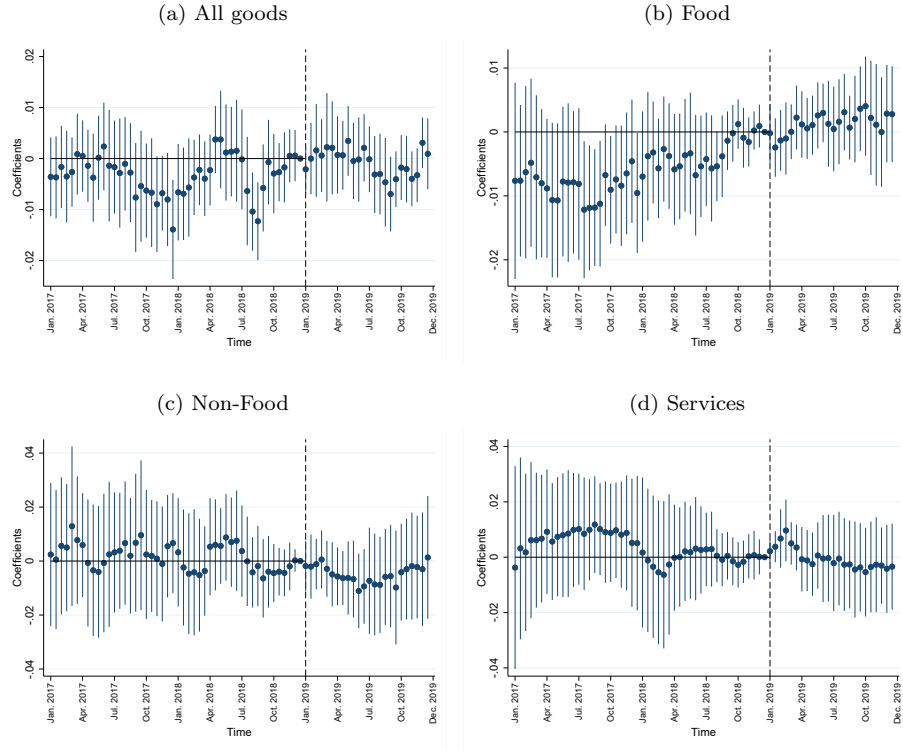 (a) All goods
Coefficients
.02
.01
0
-.01
-.02
Jan. 2017
Apr. 2017
Jul. 2017
Oct. 2017
Jan. 2018
Apr. 2018
Jul. 2018
Oct. 2018
Jan. 2019
Apr. 2019
Jul. 2019
Oct. 2019
Dec. 2019
Time
(b) Food
Coefficients
.01
0
-.01
-.02
Jan. 2017
Apr. 2017
Jul. 2017
Oct. 2017
Jan. 2018
Apr. 2018
Jul. 2018
Oct. 2018
Jan. 2019
Apr. 2019
Jul. 2019
Oct. 2019
Dec. 2019
Time
(c) Non-Food
Coefficients
.04
.02
0
-.02
-.04
Jan. 2017
Apr. 2017
Jul. 2017
Oct. 2017
Jan. 2018
Apr. 2018
Jul. 2018
Oct. 2018
Jan. 2019
Apr. 2019
Jul. 2019
Oct. 2019
Dec. 2019
Time
(d) Services
Coefficients
.04
.02
0
-.02
-.04
Jan. 2017
Apr. 2017
Jul. 2017
Oct. 2017
Jan. 2018
Apr. 2018
Jul. 2018
Oct. 2018
Jan. 2019
Apr. 2019
Jul. 2019
Oct. 2019
Dec. 2019
Time